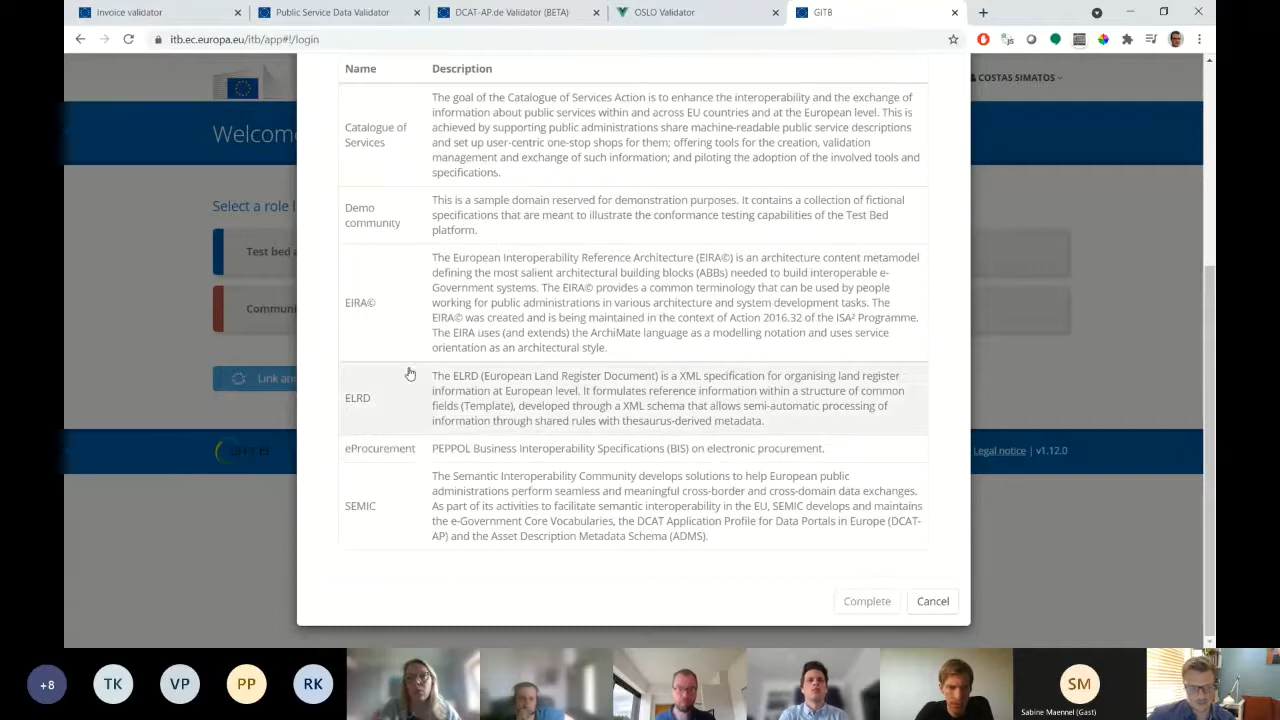 Invoice validator
Public Service Data Validator
DCAT-AP.de Validator (BETA)
OSLO Validator
GITB
itb.ec.europa.eu/itb/app#!/login
Name
Description
COSTAS SIMATOS
Catalogue of
Services
The goal of the Catalogue of Services Action is to enhance the interoperability and the exchange of
information about public services within and across EU countries and at the European level. This is
achieved by supporting public administrations share machine-readable public service descriptions
and set up user-centric one-stop shops for them; offering tools for the creation, validation
management and exchange of such information; and piloting the adoption of the involved tools and
specifications.
Welcom
Select a role l
Test bed a
Communi
Link an
Demo
community
This is a sample domain reserved for demonstration purposes. It contains a collection of fictional
specifications that are meant to illustrate the conformance testing capabilities of the Test Bed
platform.
EIRA©
The European Interoperability Reference Architecture (EIRA©) is an architecture content metamodel
defining the most salient architectural building blocks (ABBs) needed to build interoperable e-
Government systems. The EIRA© provides a common terminology that can be used by people
working for public administrations in various architecture and system development tasks. The
EIRA© was created and is being maintained in the context of Action 2016.32 of the ISA² Programme.
The EIRA uses (and extends) the ArchiMate language as a modelling notation and uses service
orientation as an architectural style.
ELRD
The ELRD (European Land Register Document) is a XML specification for organising land register
information at European level. It formulates reference information within a structure of common
fields (Template), developed through a XML schema that allows semi-automatic processing of
information through shared rules with thesaurus-derived metadata.
eProcurement
PEPPOL Business Interoperability Specifications (BIS) on electronic procurement.
Legal notice | v1.12.0
SEMIC
The Semantic Interoperability Community develops solutions to help European public
administrations perform seamless and meaningful cross-border and cross-domain data exchanges.
As part of its activities to facilitate semantic interoperability in the EU, SEMIC develops and maintains
the e-Government Core Vocabularies, the DCAT Application Profile for Data Portals in Europe (DCAT-
AP) and the Asset Description Metadata Schema (ADMS).
Complete
Cancel
+8
TK
VP
PP
RK
SM
Sabine Maennel (Gast)